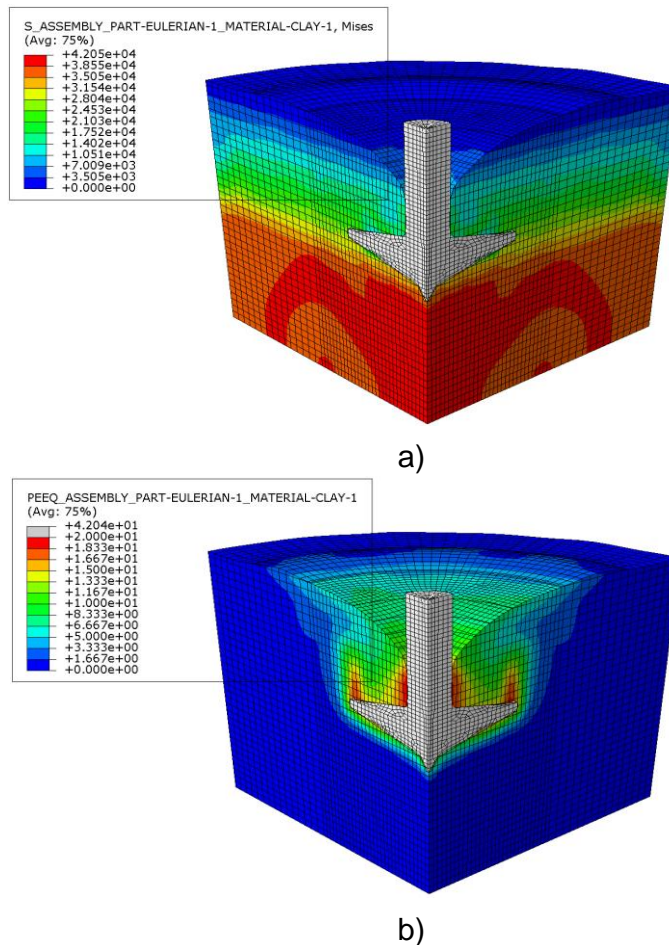 S_ASSEMBLY_PART-EULERIAN-1_MATERIAL-CLAY-1, Mises
(Avg: 75%)
+4.205e+04
+3.855e+04
+3.505e+04
+3.154e+04
+2.804e+04
+2.453e+04
+2.103e+04
+1.752e+04
+1.402e+04
+1.051e+04
+7.009e+03
+3.505e+03
+0.000e+00
a)
PEEQ_ASSEMBLY_PART-EULERIAN-1_MATERIAL-CLAY-1
(Avg: 75%)
+4.204e+01
+2.000e+01
+1.833e+01
+1.667e+01
+1.500e+01
+1.333e+01
+1.167e+01
+1.000e+01
+8.333e+00
+6.667e+00
+5.000e+00
+3.333e+00
+1.667e+00
+0.000e+00
b)